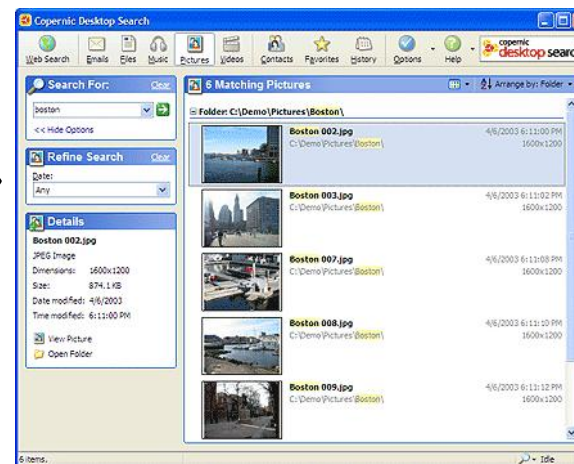 Copernic Desktop Search
Web Search Emails Files Music Pictures Videos Contacts Favorites History Options Help copernic desktop sear
Search For: Clear
boston
<< Hide Options
Refine Search Clear
Date:
Any
Details
Boston 002.jpg
JPEG Image
Dimensions: 1600x1200
Size: 874.1 KB
Date modified: 4/6/2003
Time modified: 6:11:00 PM
View Picture
Open Folder
6 Matching Pictures Arrange by: Folder
Folder: C:\Demo\Pictures\Boston\
Boston 002.jpg 4/6/2003 6:11:00 PM
C:\Demo\Pictures\Boston\ 1600x1200
Boston 003.jpg 4/6/2003 6:11:02 PM
C:\Demo\Pictures\Boston\ 1600x1200
Boston 007.jpg 4/6/2003 6:11:08 PM
C:\Demo\Pictures\Boston\ 1600x1200
Boston 008.jpg 4/6/2003 6:11:10 PM
C:\Demo\Pictures\Boston\ 1600x1200
Boston 009.jpg 4/6/2003 6:11:12 PM
C:\Demo\Pictures\Boston\ 1600x1200
6 items. Idle